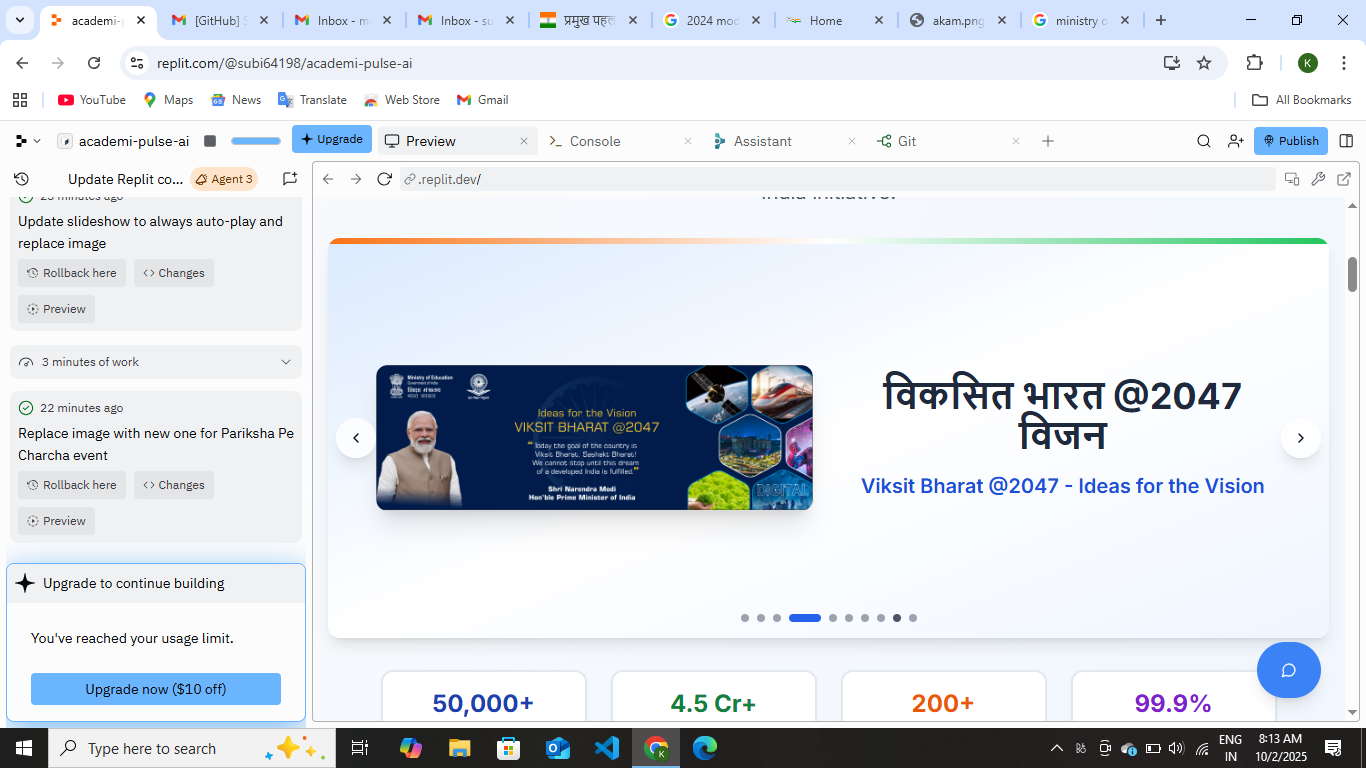 academi-
[GitHub] S
Inbox - m
Inbox - su
प्रमुख पहल
2024 moc
Home
akam.png
ministry o
replit.com/@subi64198/academi-pulse-ai
K
YouTube
Maps
News
Translate
Web Store
Gmail
All Bookmarks
academi-pulse-ai
Upgrade
Preview
Console
Assistant
Git
Publish
Update Replit co...
Agent 3
.replit.dev/
25 minutes ago
Update slideshow to always auto-play and
replace image
Rollback here
Changes
Preview
3 minutes of work
22 minutes ago
Replace image with new one for Pariksha Pe
Charcha event
Rollback here
Changes
Preview
Upgrade to continue building
You've reached your usage limit.
Upgrade now ($10 off)
India initiative.
Ministry of Education
Government of India
शिक्षा मंत्रालय
भारत सरकार
Ideas for the Vision
VIKSIT BHARAT @2047
"Today the goal of the country is
Viksit Bharat, Sashakt Bharat!
We cannot stop until this dream
of a developed India is fulfilled."
Shri Narendra Modi
Hon'ble Prime Minister of India
DIGITAL
विकसित भारत @2047
विजन
Viksit Bharat @2047 - Ideas for the Vision
50,000+
4.5 Cr+
200+
99.9%
Type here to search
K
ENG
IN
8:13 AM
10/2/2025